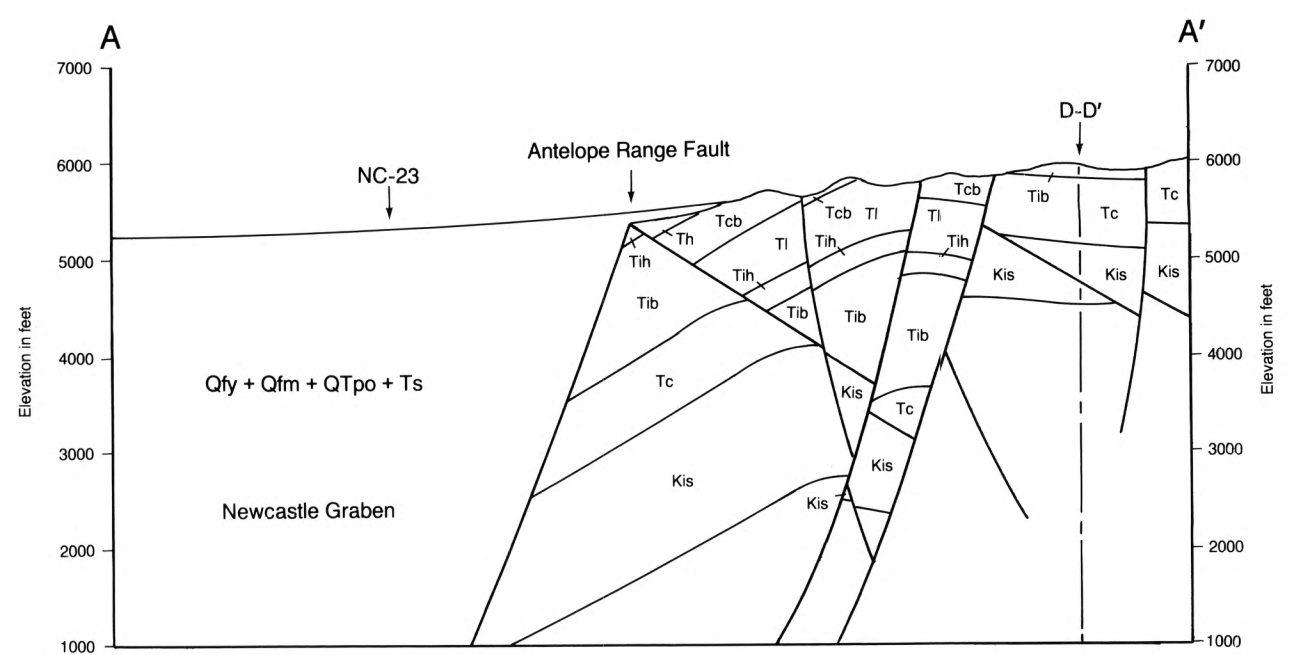 A
A′
7000
7000
D-D′
Antelope Range Fault
6000
6000
NC-23
Tcb
Tib
Tc
Tc
Tcb
Tcb
Tl
Tl
Th
Tih
Tih
Tl
Tih
5000
5000
Tih
Kis
Kis
Kis
Tib
Tib
Tib
Tib
4000
4000
Elevation in feet
Elevation in feet
Qfy + Qfm + QTpo + Ts
Tc
Kis
Tc
3000
3000
Kis
Kis
Kis
Newcastle Graben
2000
2000
1000
1000